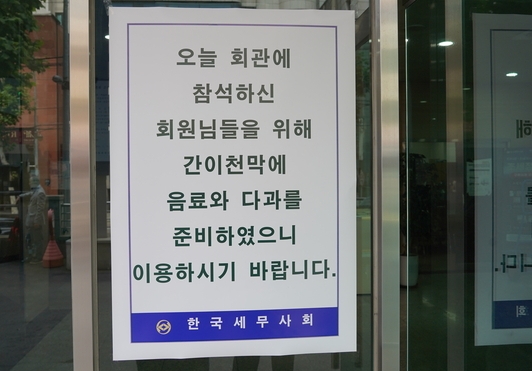 오늘 회관에
참석하신
회원님들을 위해
간이천막에
음료와 다과를
준비하였으니
이용하시기 바랍니다.
한국세무사회